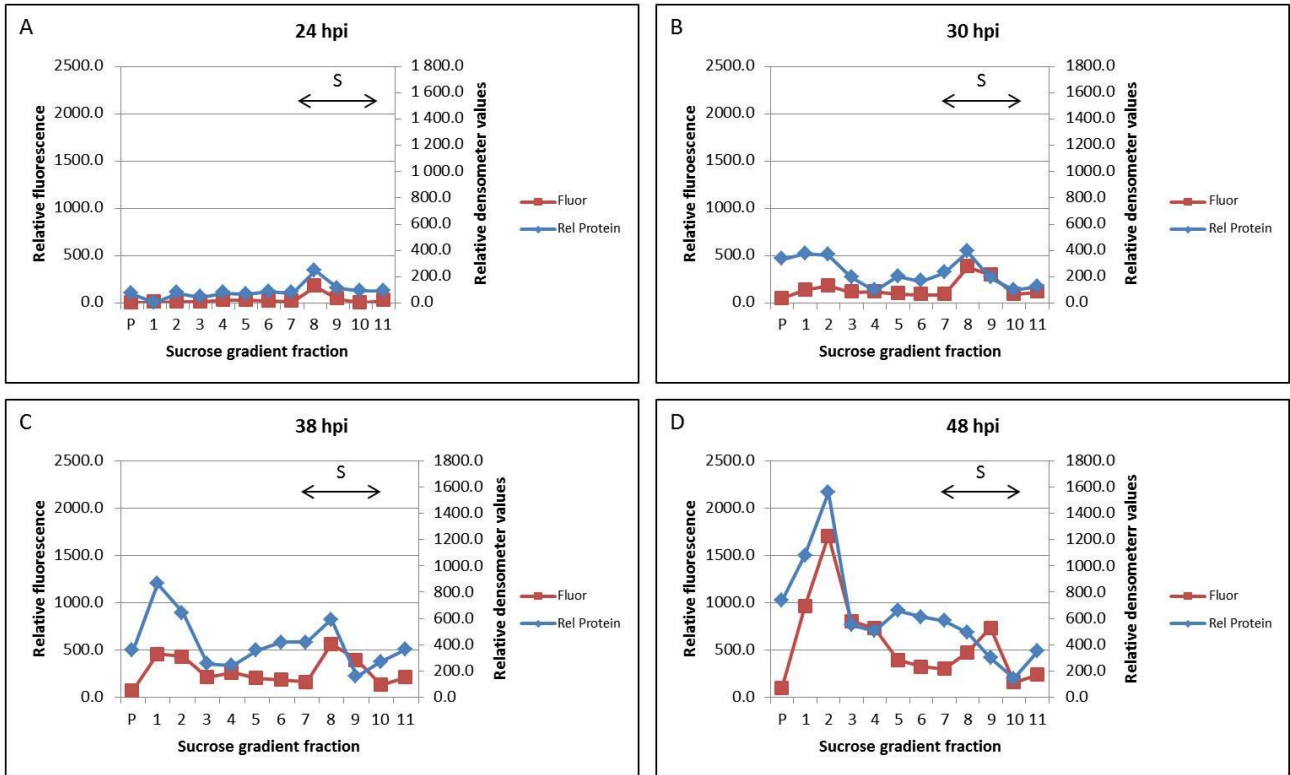 A
24 hpi
Relative fluorescence
2500.0
2000.0
1500.0
1000.0
500.0
0.0
P 1 2 3 4 5 6 7 8 9 10 11
Sucrose gradient fraction
S
1 800.0
1 600.0
1 400.0
1 200.0
1 000.0
800.0
600.0
400.0
200.0
0.0
Relative densometer values
Fluor
Rel Protein
B
30 hpi
Relative fluroescence
2500.0
2000.0
1500.0
1000.0
500.0
0.0
P 1 2 3 4 5 6 7 8 9 10 11
Sucrose gradient fraction
S
1 800.0
1 600.0
1 400.0
1 200.0
1 000.0
800.0
600.0
400.0
200.0
0.0
Relative densometer values
Fluor
Rel Protein
C
38 hpi
Relative fluorescence
2500.0
2000.0
1500.0
1000.0
500.0
0.0
P 1 2 3 4 5 6 7 8 9 10 11
Sucrose gradient fraction
S
1800.0
1600.0
1400.0
1200.0
1000.0
800.0
600.0
400.0
200.0
0.0
Relative densometer values
Fluor
Rel Protein
D
48 hpi
Relative fluorescence
2500.0
2000.0
1500.0
1000.0
500.0
0.0
P 1 2 3 4 5 6 7 8 9 10 11
Sucrose gradient fraction
S
1800.0
1600.0
1400.0
1200.0
1000.0
800.0
600.0
400.0
200.0
0.0
Relative densometerr values
Fluor
Rel Protein